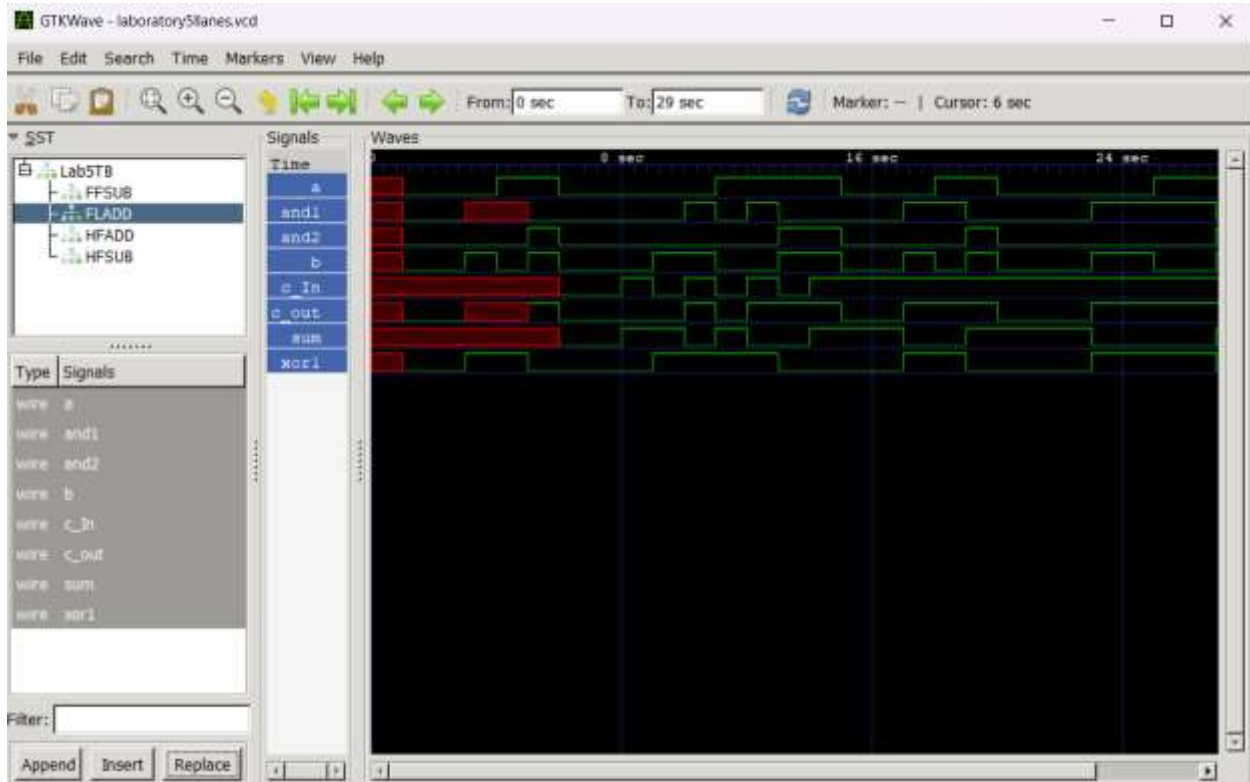 GTKWave - laboratory5llanes.vcd
File Edit Search Time Markers View Help
From: 0 sec To: 29 sec Marker: -- | Cursor: 6 sec
SST
Lab5TB
FFSUB
FLADD
HFADD
HFSUB
Type Signals
wire a
wire and1
wire and2
wire b
wire c_In
wire c_out
wire sum
wire xor1
Filter:
Append Insert Replace
Signals
Time
a
and1
and2
b
c_In
c_out
sum
xor1
Waves
sec 16 sec 24 sec